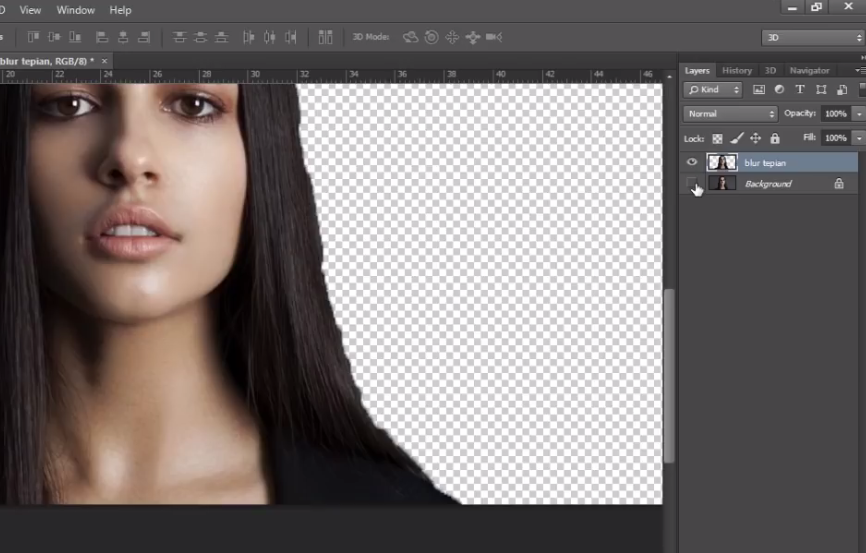 D View Window Help
s 3D Mode: 3D
blur tepian, RGB/8) * ×
20 22 24 26 28 30 32 34 36 38 40 42 44 46
Layers History 3D Navigator
Kind
Normal Opacity: 100%
Lock: Fill: 100%
blur tepian
Background